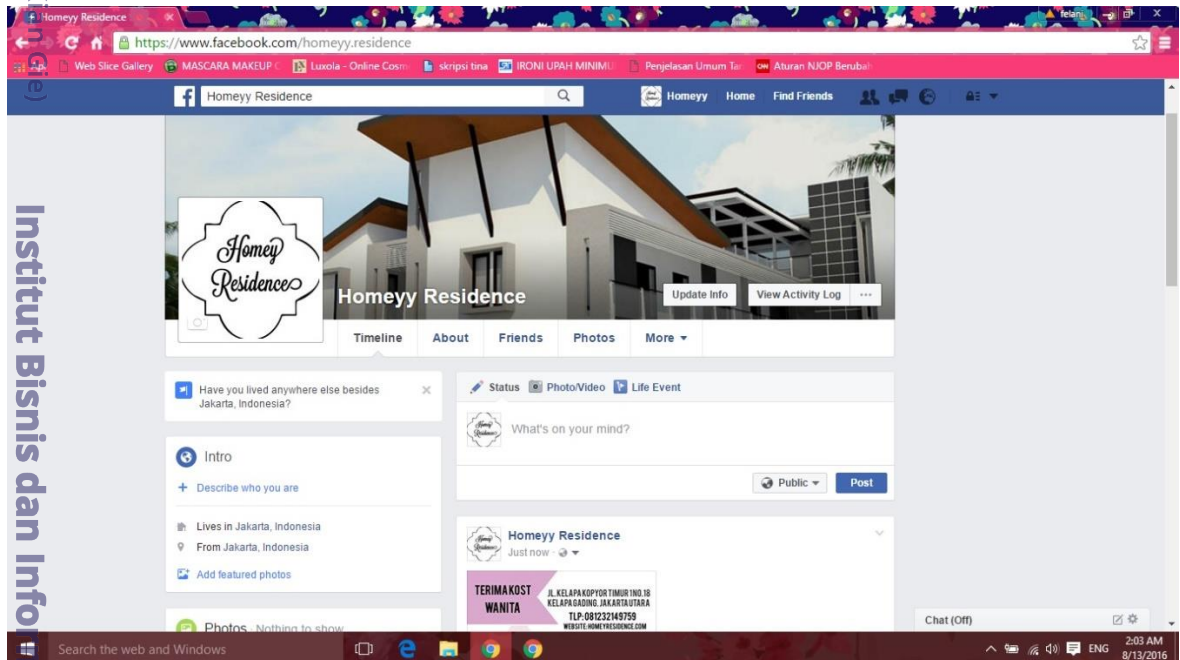 Homeyy Residence
felani
https://www.facebook.com/homeyy.residence
Web Slice Gallery
MASCARA MAKEUP
Luxola - Online Cosm
skripsi tina
IRONI UPAH MINIMU
Penjelasan Umum Tar
Aturan NJOP Berubah
Homeyy Residence
Homeyy
Home
Find Friends
Homey
Residence
Homeyy Residence
Update Info
View Activity Log
Timeline
About
Friends
Photos
More
Have you lived anywhere else besides
Jakarta, Indonesia?
Intro
Describe who you are
Lives in Jakarta, Indonesia
From Jakarta, Indonesia
Add featured photos
Photos · Nothing to show
Status
Photo/Video
Life Event
What's on your mind?
Public
Post
Homeyy Residence
Just now
TERIMA KOST
WANITA
JL.KELAPA KOPYOR TIMUR 1 NO.18
KELAPA GADING. JAKARTA UTARA
TLP:081232149759
WEBSITE:HOMEYRESIDENCE.COM
Chat (Off)
Search the web and Windows
ENG
2:03 AM
8/13/2016
Gie)
Institut Bisnis dan Infor